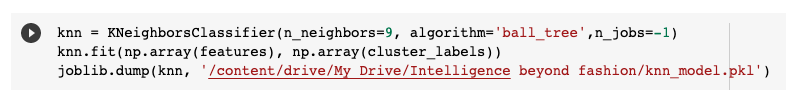 knn = KNeighborsClassifier(n_neighbors=9, algorithm='ball_tree',n_jobs=-1)
knn.fit(np.array(features), np.array(cluster_labels))
joblib.dump(knn, '/content/drive/My Drive/Intelligence beyond fashion/knn_model.pkl')